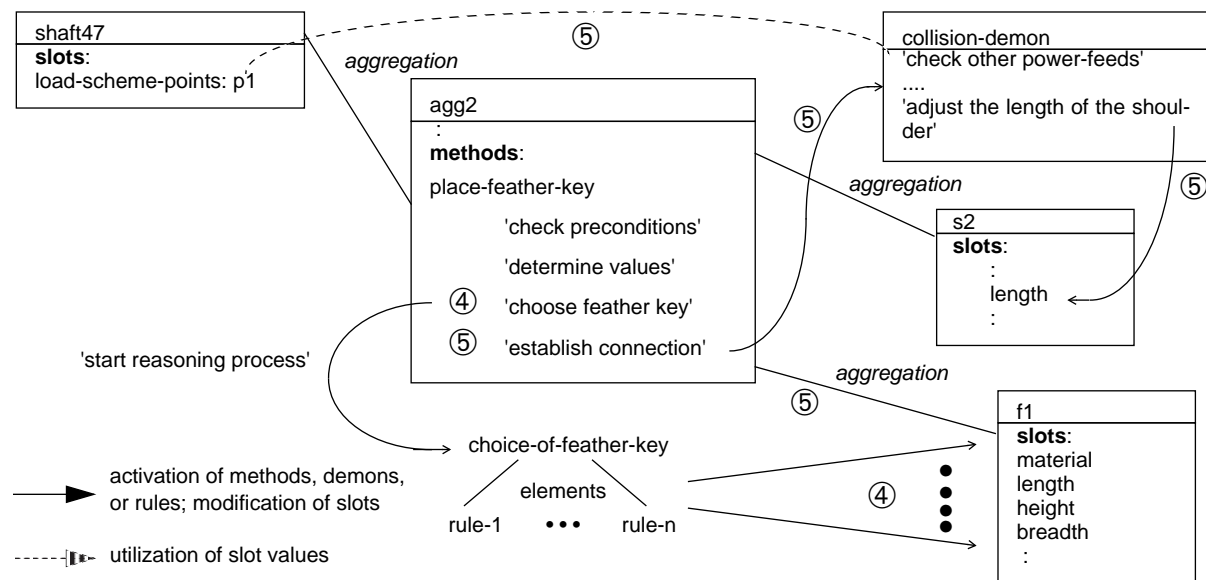 shaft47
slots:
load-scheme-points: p1
⑤
aggregation
collision-demon
'check other power-feeds'
....
'adjust the length of the shoul-
der'
agg2
:
methods:
place-feather-key
'check preconditions'
'determine values'
④ 'choose feather key'
⑤ 'establish connection'
⑤
aggregation
⑤
s2
slots:
:
length
:
'start reasoning process'
aggregation
⑤
f1
slots:
material
length
height
breadth
:
choice-of-feather-key
elements
rule-1 ••• rule-n
④
activation of methods, demons,
or rules; modification of slots
utilization of slot values